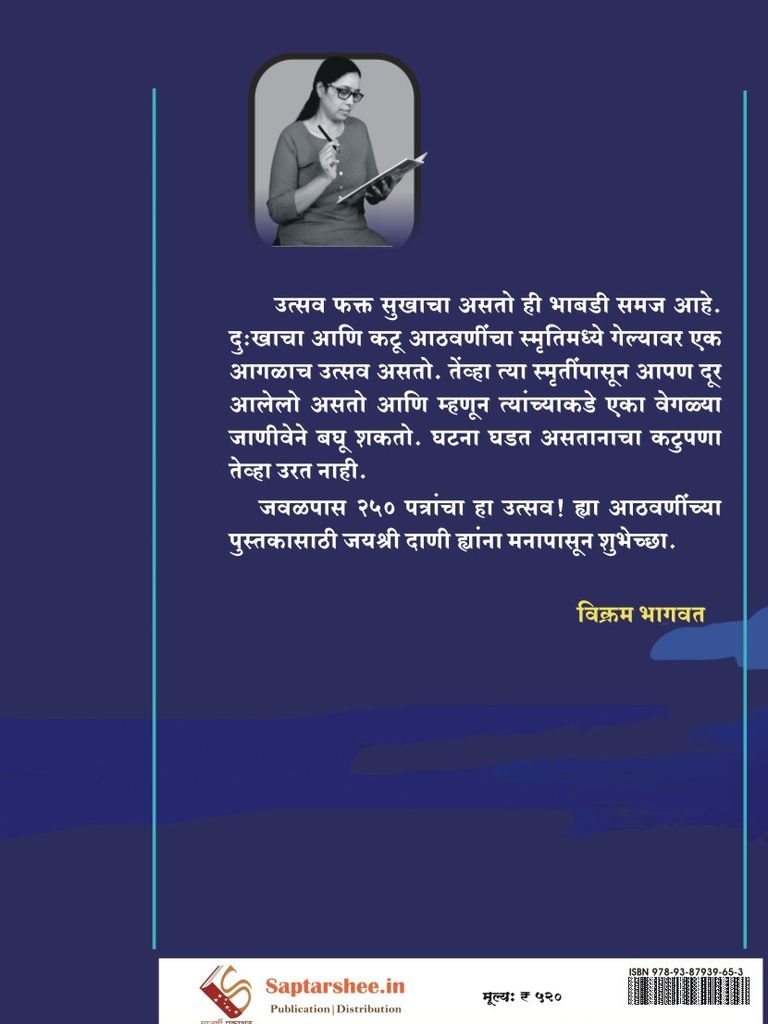 उत्सव फक्त सुखाचा असतो ही भाबडी समज आहे.
दुःखाचा आणि कटू आठवणींचा स्मृतिमध्ये गेल्यावर एक
आगळाच उत्सव असतो. तेंव्हा त्या स्मृतींपासून आपण दूर
आलेलो असतो आणि म्हणून त्यांच्याकडे एका वेगळ्या
जाणीवेने बघू शकतो. घटना घडत असतानाचा कटुपणा
तेव्हा उरत नाही.
जवळपास २५० पत्रांचा हा उत्सव! ह्या आठवणींच्या
पुस्तकासाठी जयश्री दाणी ह्यांना मनापासून शुभेच्छा.
विक्रम भागवत
Saptarshee.in
Publication|Distribution
मूल्यः ₹ ५२०
ISBN 978-93-87939-65-3